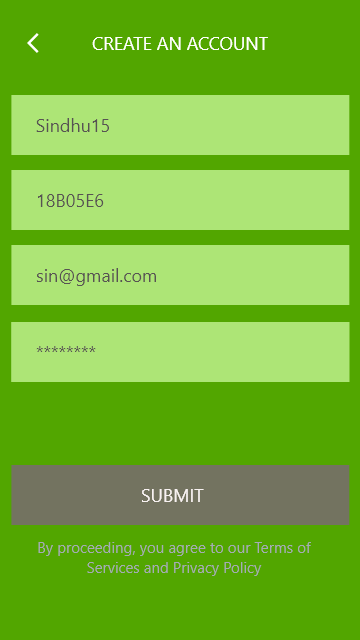 CREATE AN ACCOUNT
Sindhu15
18B05E6
sin@gmail.com
********
SUBMIT
By proceeding, you agree to our Terms of
Services and Privacy Policy